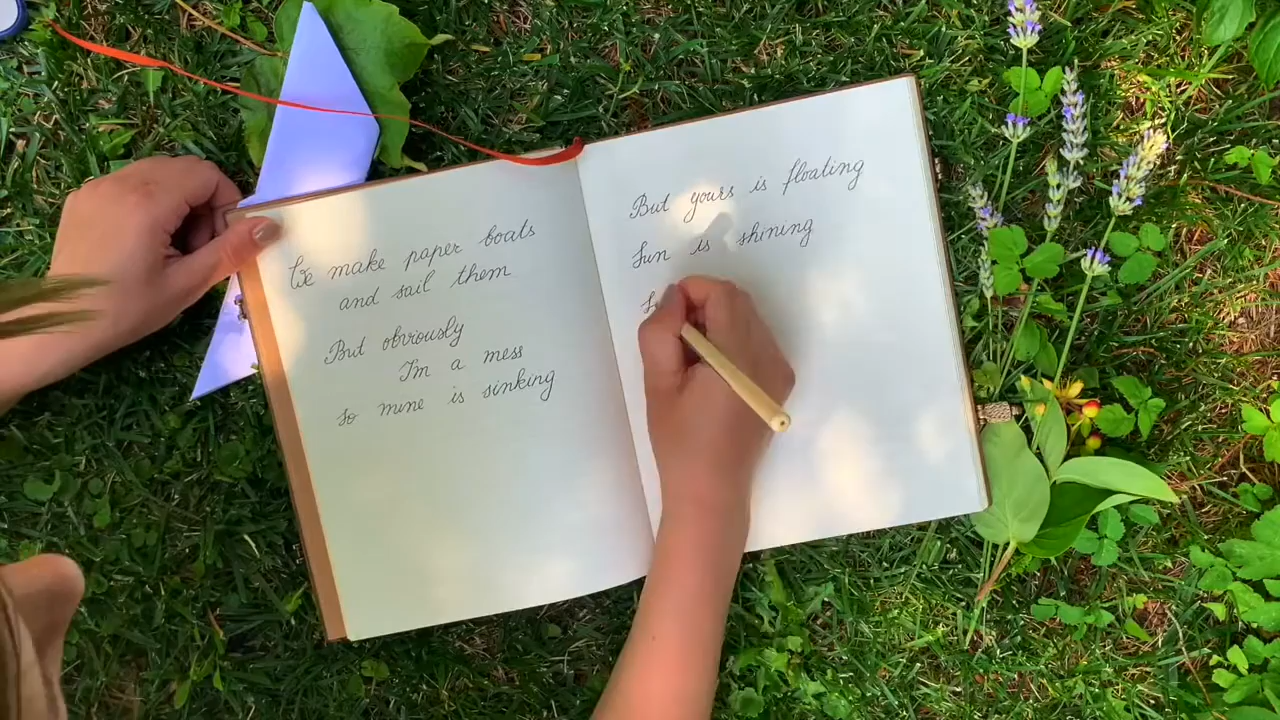 We make paper boats
and sail them
But obviously
I'm a mess
so mine is sinking
But yours is floating
Sun is shining